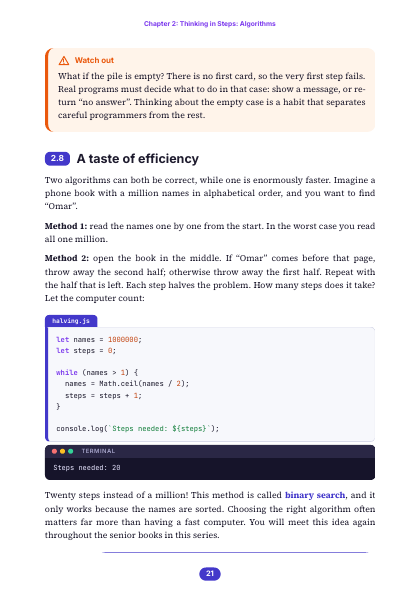 Chapter 2: Thinking in Steps: Algorithms
Watch out
What if the pile is empty? There is no first card, so the very first step fails.
Real programs must decide what to do in that case: show a message, or re-
turn “no answer”. Thinking about the empty case is a habit that separates
careful programmers from the rest.
2.8 A taste of efficiency
Two algorithms can both be correct, while one is enormously faster. Imagine a
phone book with a million names in alphabetical order, and you want to find
“Omar”.
Method 1: read the names one by one from the start. In the worst case you read
all one million.
Method 2: open the book in the middle. If “Omar” comes before that page,
throw away the second half; otherwise throw away the first half. Repeat with
the half that is left. Each step halves the problem. How many steps does it take?
Let the computer count:
halving.js
let names = 1000000;
let steps = 0;
while (names > 1) {
  names = Math.ceil(names / 2);
  steps = steps + 1;
}
console.log(`Steps needed: ${steps}`);
TERMINAL
Steps needed: 20
Twenty steps instead of a million! This method is called binary search, and it
only works because the names are sorted. Choosing the right algorithm often
matters far more than having a fast computer. You will meet this idea again
throughout the senior books in this series.
21